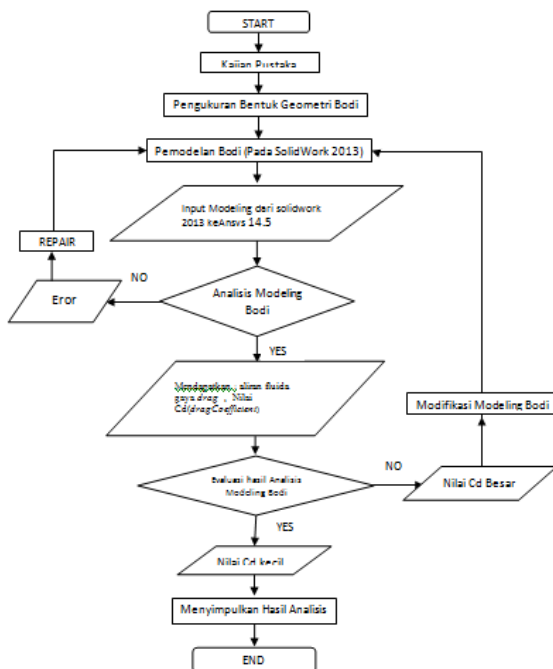 START
Kajian Pustaka
Pengukuran Bentuk Geometri Bodi
Pemodelan Bodi (Pada SolidWork 2013)
Input Modeling dari solidwork
2013 keAnsys 14.5
REPAIR
NO
Eror
Analisis Modeling
Bodi
YES
Mendapatkan, aliran fluida
gaya drag , Nilai
Cd(dragCoefficient)
Modifikasi Modeling Bodi
Evaluasi hasil Analisis
Modeling Bodi
NO
Nilai Cd Besar
YES
Nilai Cd kecil
Menyimpulkan Hasil Analisis
END